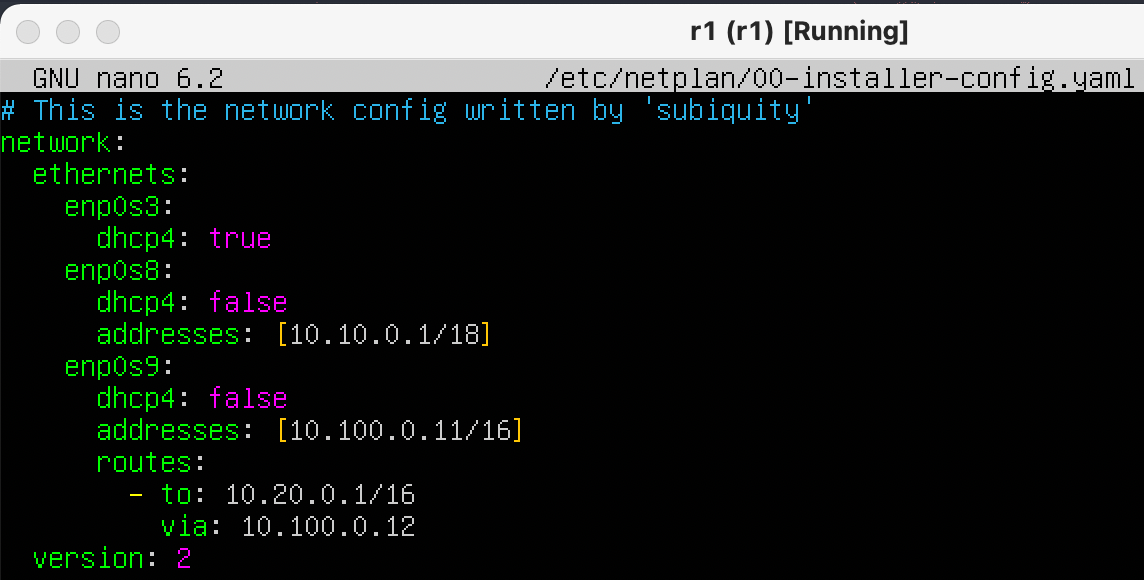 r1 (r1) [Running]
GNU nano 6.2 /etc/netplan/00-installer-config.yaml
# This is the network config written by 'subiquity'
network:
  ethernets:
    enp0s3:
      dhcp4: true
    enp0s8:
      dhcp4: false
      addresses: [10.10.0.1/18]
    enp0s9:
      dhcp4: false
      addresses: [10.100.0.11/16]
      routes:
        - to: 10.20.0.1/16
          via: 10.100.0.12
  version: 2